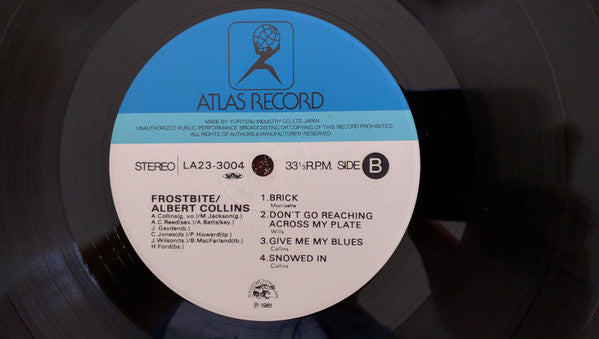 ATLAS RECORD
MADE BY YUPITERU INDUSTRY CO.,LTD. JAPAN
UNAUTHORIZED PUBLIC PERFORMANCE, BROADCASTING OR COPYING OF THIS RECORD PROHIBITED.
ALL RIGHTS OF AUTHORS,&MANUFACTURER RESERVED
STEREO LA23-3004 33⅓R.P.M. SIDE B
FROSTBITE/
ALBERT COLLINS
A.Collins(g, vo.)/M. Jackson(g.)
A.C. Reed(sax.)/A. Batts(key.)
J. Gayden(b.)
C. Jones(ds.)/P. Howard(tp.)
J. Wilson(ts.)/B. MacFarland(tb.)
H. Ford(bs.)
1.BRICK
Morrisette
2.DON'T GO REACHING
ACROSS MY PLATE
Wills
3.GIVE ME MY BLUES
Collins
4.SNOWED IN
Collins
Ⓟ 1981